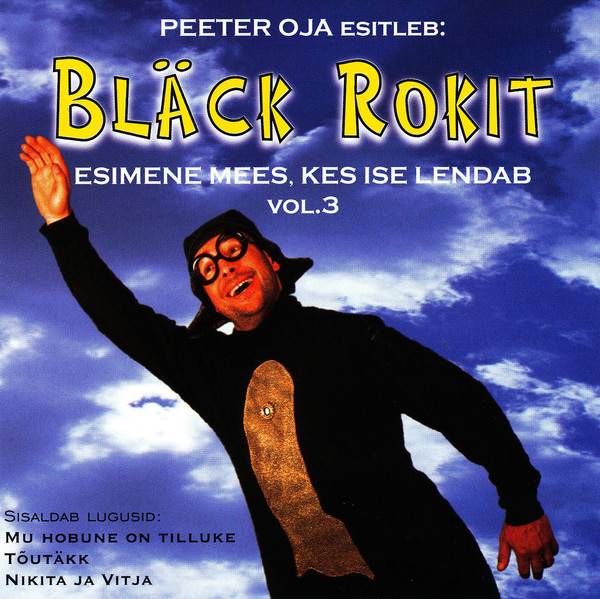 PEETER OJA ESITLEB:
BLÄCK ROKIT
ESIMENE MEES, KES ISE LENDAB
VOL.3
SISALDAB LUGUSID:
MU HOBUNE ON TILLUKE
TÕUTÄKK
NIKITA JA VITJA